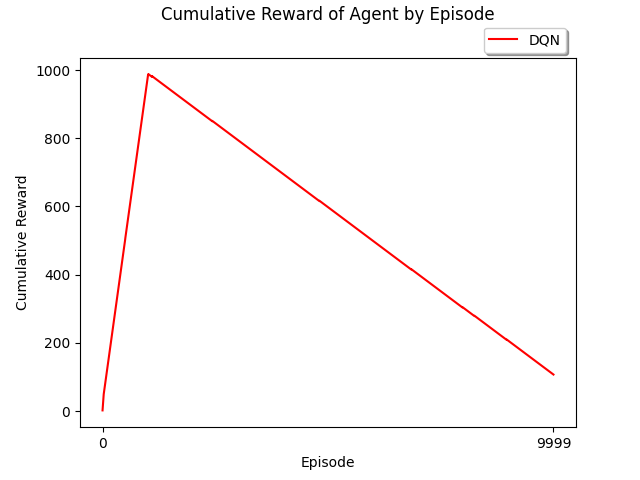 Cumulative Reward of Agent by Episode
DQN
1000
800
600
400
200
0
Cumulative Reward
0
9999
Episode